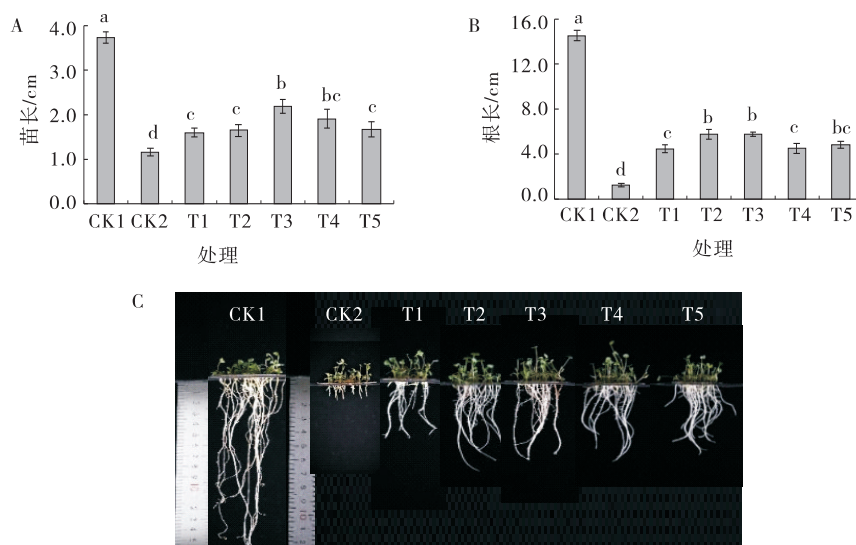 A
苗长/cm
4.0
3.0
2.0
1.0
0.0
a
d
c
c
b
bc
c
CK1 CK2 T1 T2 T3 T4 T5
处理
B
根长/cm
16.0
12.0
8.0
4.0
0.0
a
d
c
b
b
c
bc
CK1 CK2 T1 T2 T3 T4 T5
处理
C
CK1 CK2 T1 T2 T3 T4 T5